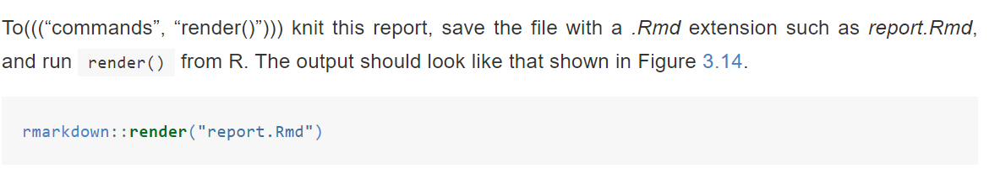 To(((“commands”, “render()”))) knit this report, save the file with a .Rmd extension such as report.Rmd,
and run render() from R. The output should look like that shown in Figure 3.14.
rmarkdown::render("report.Rmd")